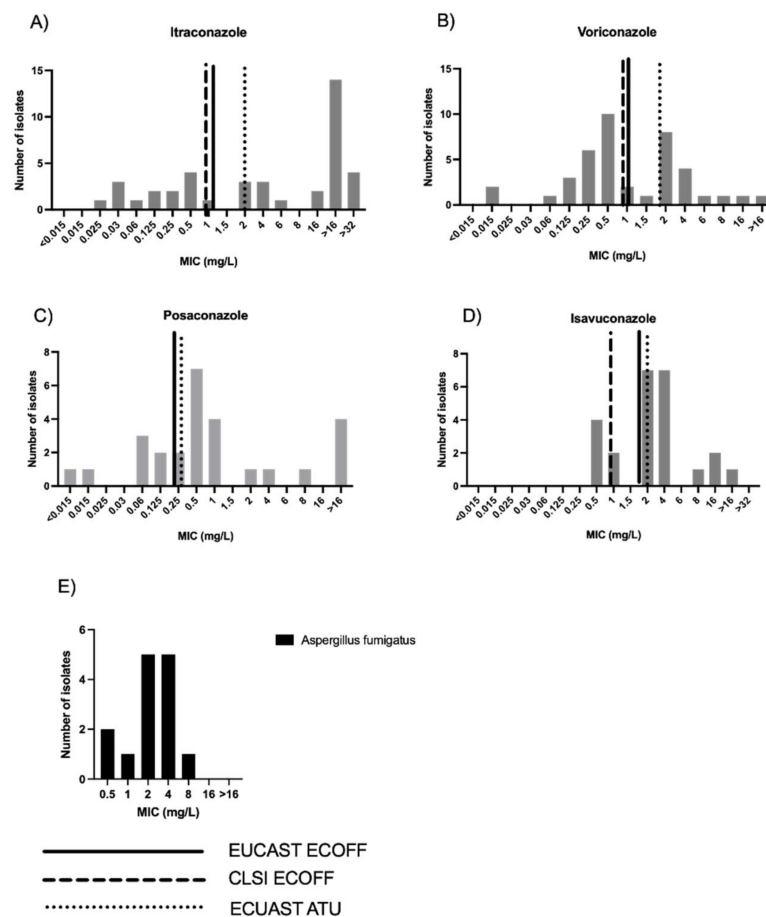 A)
Itraconazole
Number of isolates
15
10
5
0
<0.015 0.015 0.025 0.03 0.06 0.125 0.25 0.5 1 1.5 2 4 6 8 16 >16 >32
MIC (mg/L)
B)
Voriconazole
Number of isolates
15
10
5
0
<0.015 0.015 0.025 0.03 0.06 0.125 0.25 0.5 1 1.5 2 4 6 8 16 >16
MIC (mg/L)
C)
Posaconazole
Number of isolates
8
6
4
2
0
<0.015 0.015 0.025 0.03 0.06 0.125 0.25 0.5 1 1.5 2 4 8 16 >16
MIC (mg/L)
D)
Isavuconazole
Number of isolates
8
6
4
2
0
<0.015 0.015 0.025 0.03 0.06 0.125 0.25 0.5 1 1.5 2 4 6 8 16 >16 >32
MIC (mg/L)
E)
Number of isolates
6
4
2
0
0.5 1 2 4 8 16 >16
MIC (mg/L)
Aspergillus fumigatus
EUCAST ECOFF
CLSI ECOFF
ECUAST ATU